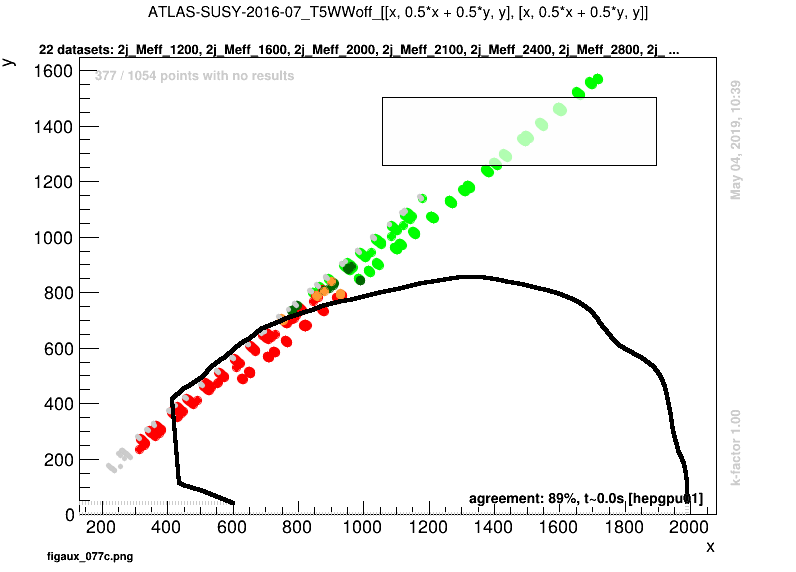 ATLAS-SUSY-2016-07_T5WWoff_[[x, 0.5*x + 0.5*y, y], [x, 0.5*x + 0.5*y, y]]
22 datasets: 2j_Meff_1200, 2j_Meff_1600, 2j_Meff_2000, 2j_Meff_2100, 2j_Meff_2400, 2j_Meff_2800, 2j_ ...
y
377 / 1054 points with no results
1600
1400
1200
1000
800
600
400
200
0
May 04, 2019, 10:39
k-factor 1.00
agreement: 89%, t~0.0s [hepgpu01]
200 400 600 800 1000 1200 1400 1600 1800 2000
x
figaux_077c.png